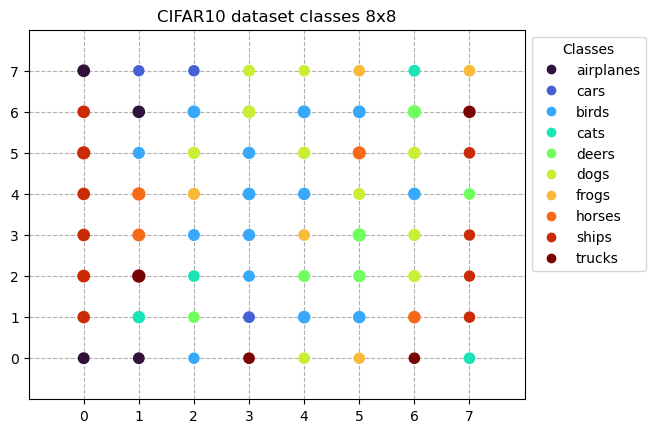 CIFAR10 dataset classes 8x8
7
6
5
4
3
2
1
0
0 1 2 3 4 5 6 7
Classes
airplanes
cars
birds
cats
deers
dogs
frogs
horses
ships
trucks